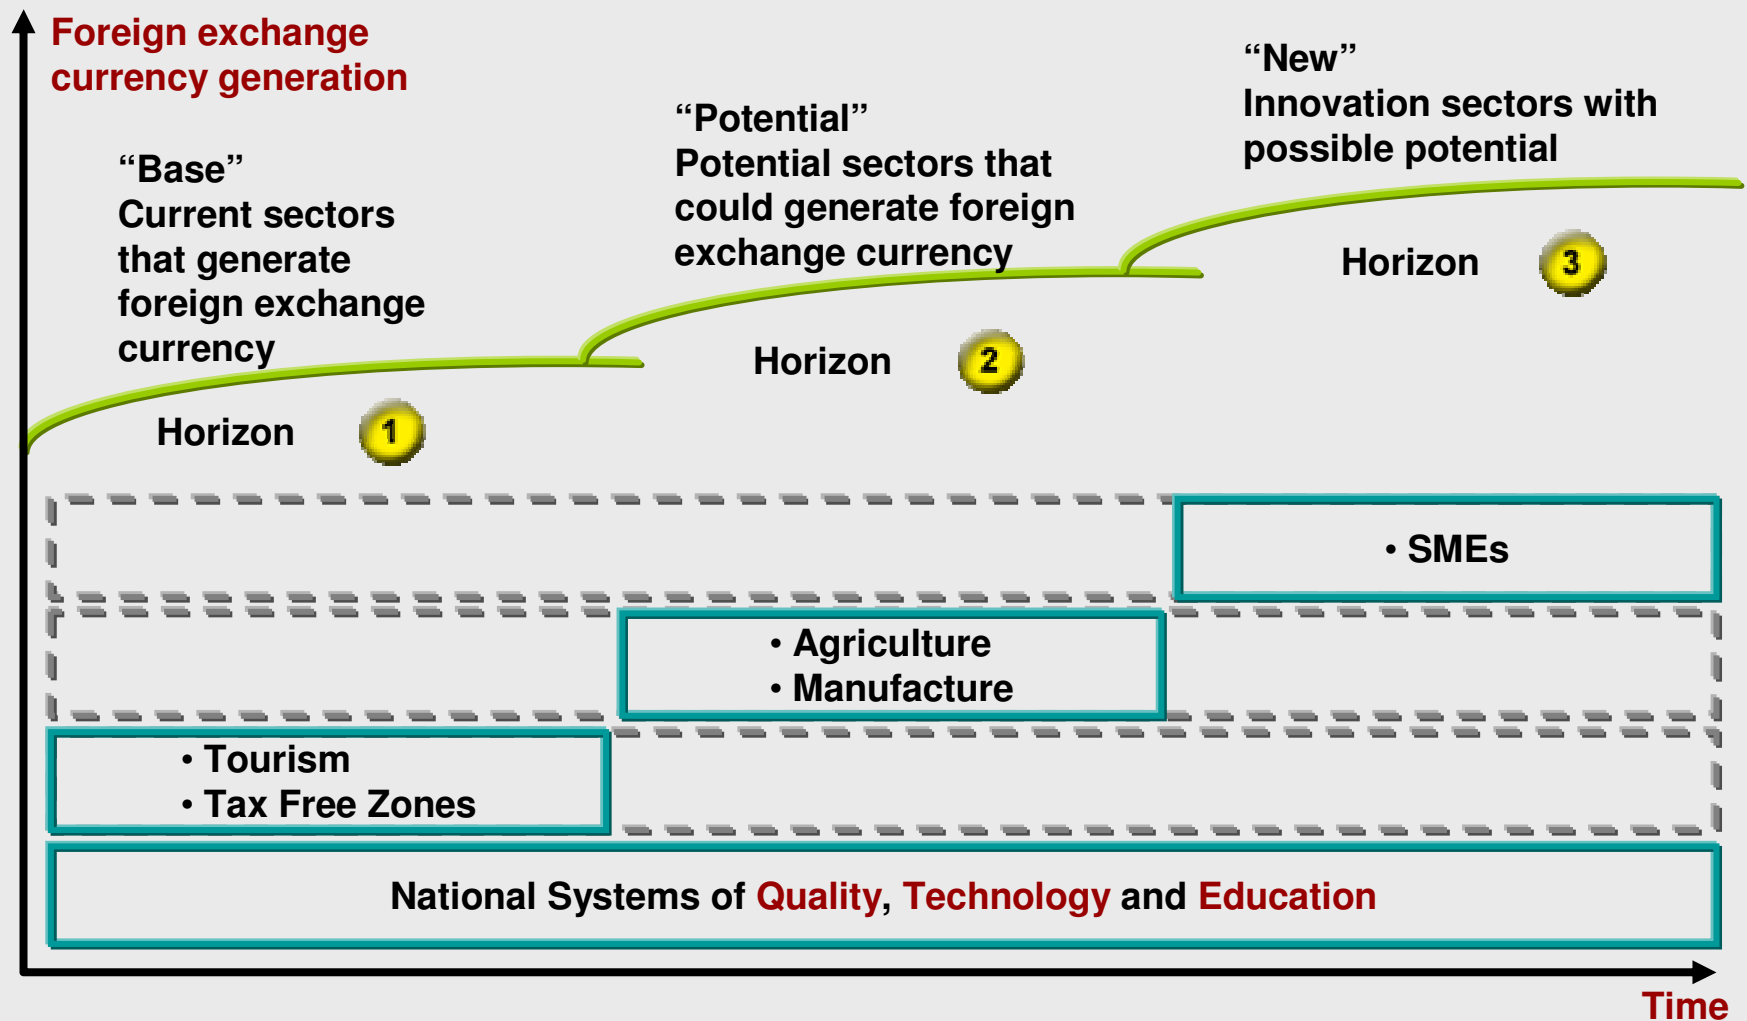 Foreign exchange
currency generation
“Base”
Current sectors
that generate
foreign exchange
currency
“Potential”
Potential sectors that
could generate foreign
exchange currency
“New”
Innovation sectors with
possible potential
Horizon 1
Horizon 2
Horizon 3
• SMEs
• Agriculture
• Manufacture
• Tourism
• Tax Free Zones
National Systems of Quality, Technology and Education
Time